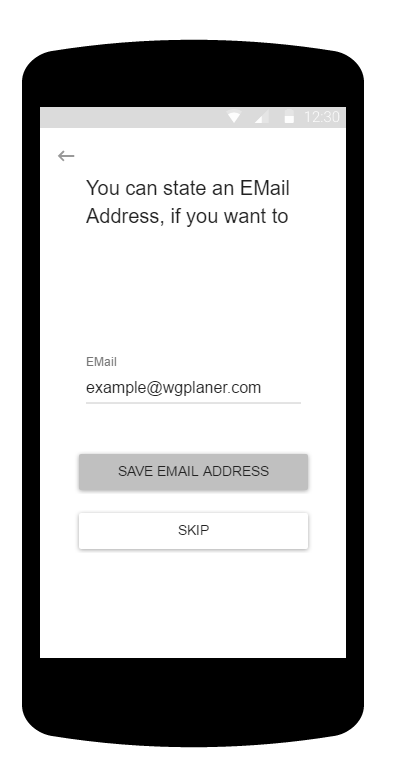 12:30
You can state an EMail
Address, if you want to
EMail
example@wgplaner.com
SAVE EMAIL ADDRESS
SKIP